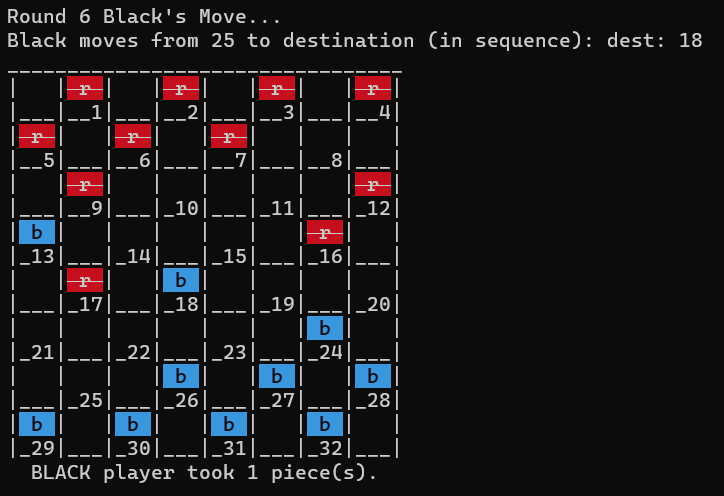 Round 6 Black's Move...
Black moves from 25 to destination (in sequence): dest: 18
_________________________________
|   | r |   | r |   | r |   | r |
|___|__1|___|__2|___|__3|___|__4|
| r |   | r |   | r |   |   |   |
|__5|___|__6|___|__7|___|__8|___|
|   | r |   |   |   |   |   | r |
|___|__9|___|_10|___|_11|___|_12|
| b |   |   |   |   |   | r |   |
|_13|___|_14|___|_15|___|_16|___|
|   | r |   | b |   |   |   |   |
|___|_17|___|_18|___|_19|___|_20|
|   |   |   |   |   |   | b |   |
|_21|___|_22|___|_23|___|_24|___|
|   |   |   | b |   | b |   | b |
|___|_25|___|_26|___|_27|___|_28|
| b |   | b |   | b |   | b |   |
|_29|___|_30|___|_31|___|_32|___|
BLACK player took 1 piece(s).